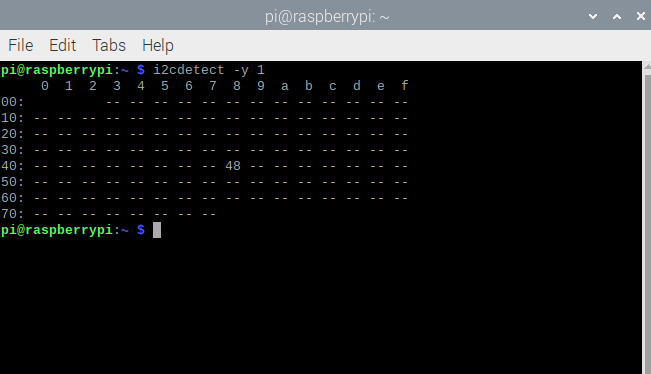 pi@raspberrypi: ~
File Edit Tabs Help
pi@raspberrypi:~ $ i2cdetect -y 1
     0  1  2  3  4  5  6  7  8  9  a  b  c  d  e  f
00:          -- -- -- -- -- -- -- -- -- -- -- -- --
10: -- -- -- -- -- -- -- -- -- -- -- -- -- -- -- --
20: -- -- -- -- -- -- -- -- -- -- -- -- -- -- -- --
30: -- -- -- -- -- -- -- -- -- -- -- -- -- -- -- --
40: -- -- -- -- -- -- -- -- 48 -- -- -- -- -- -- --
50: -- -- -- -- -- -- -- -- -- -- -- -- -- -- -- --
60: -- -- -- -- -- -- -- -- -- -- -- -- -- -- -- --
70: -- -- -- -- -- -- -- --
pi@raspberrypi:~ $